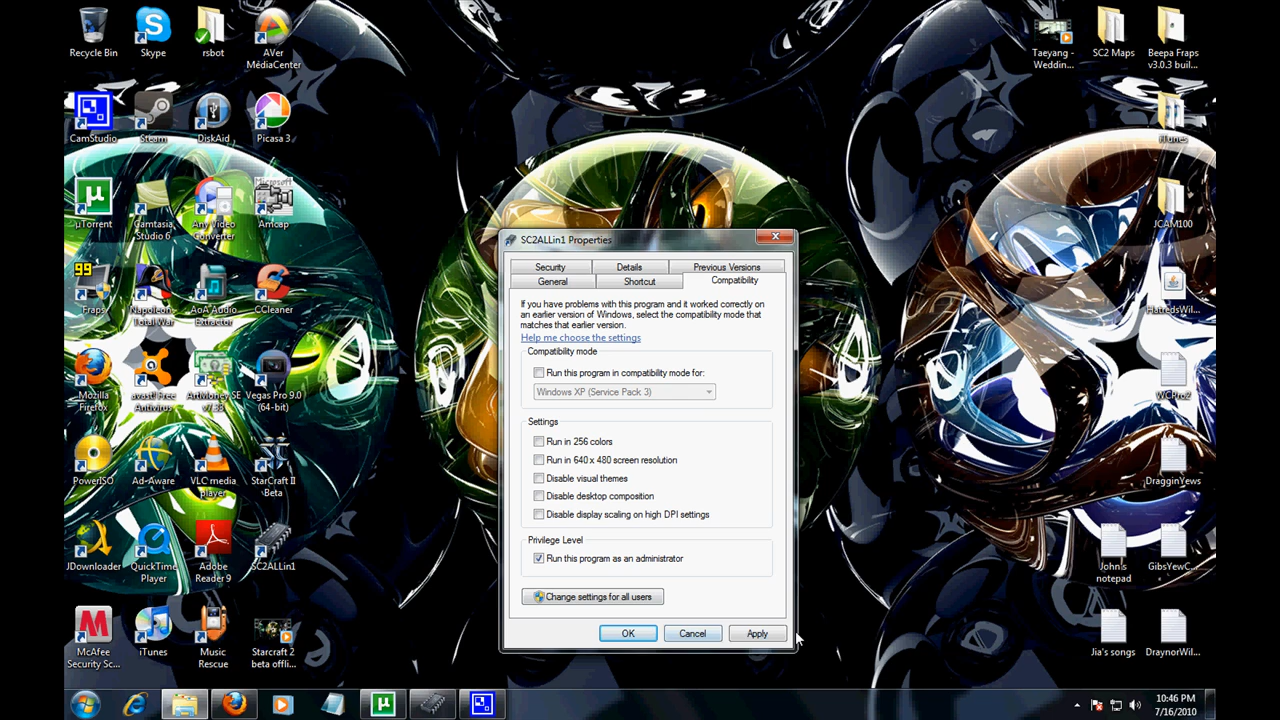 Recycle Bin
Skype
rsbot
AVer
MediaCenter
Taeyang -
Weddin...
SC2 Maps
Beepa Fraps
v3.0.3 buil...
CamStudio
Steam
DiskAid
Picasa 3
iTunes
µTorrent
Camtasia
Studio 6
Any Video
Converter
Microsoft
Amcap
JCAM100
99
Fraps
Napoleon
Total War
AoA Audio
Extractor
CCleaner
HatredsWil...
Mozilla
Firefox
avast! Free
Antivirus
ArtMoney SE
v7.33
Vegas Pro 9.0
(64-bit)
WCPro2
PowerISO
Ad-Aware
VLC media
player
StarCraft II
Beta
DragginYews
JDownloader
QuickTime
Player
Adobe
Reader 9
SC2ALLin1
John's
notepad
GibsYewC...
McAfee
Security Sc...
iTunes
Music
Rescue
Starcraft 2
beta offli...
Jia's songs
DraynorWil...
SC2ALLin1 Properties
Security
Details
Previous Versions
General
Shortcut
Compatibility
If you have problems with this program and it worked correctly on
an earlier version of Windows, select the compatibility mode that
matches that earlier version.
Help me choose the settings
Compatibility mode
Run this program in compatibility mode for:
Windows XP (Service Pack 3)
Settings
Run in 256 colors
Run in 640 x 480 screen resolution
Disable visual themes
Disable desktop composition
Disable display scaling on high DPI settings
Privilege Level
Run this program as an administrator
Change settings for all users
OK
Cancel
Apply
10:46 PM
7/16/2010